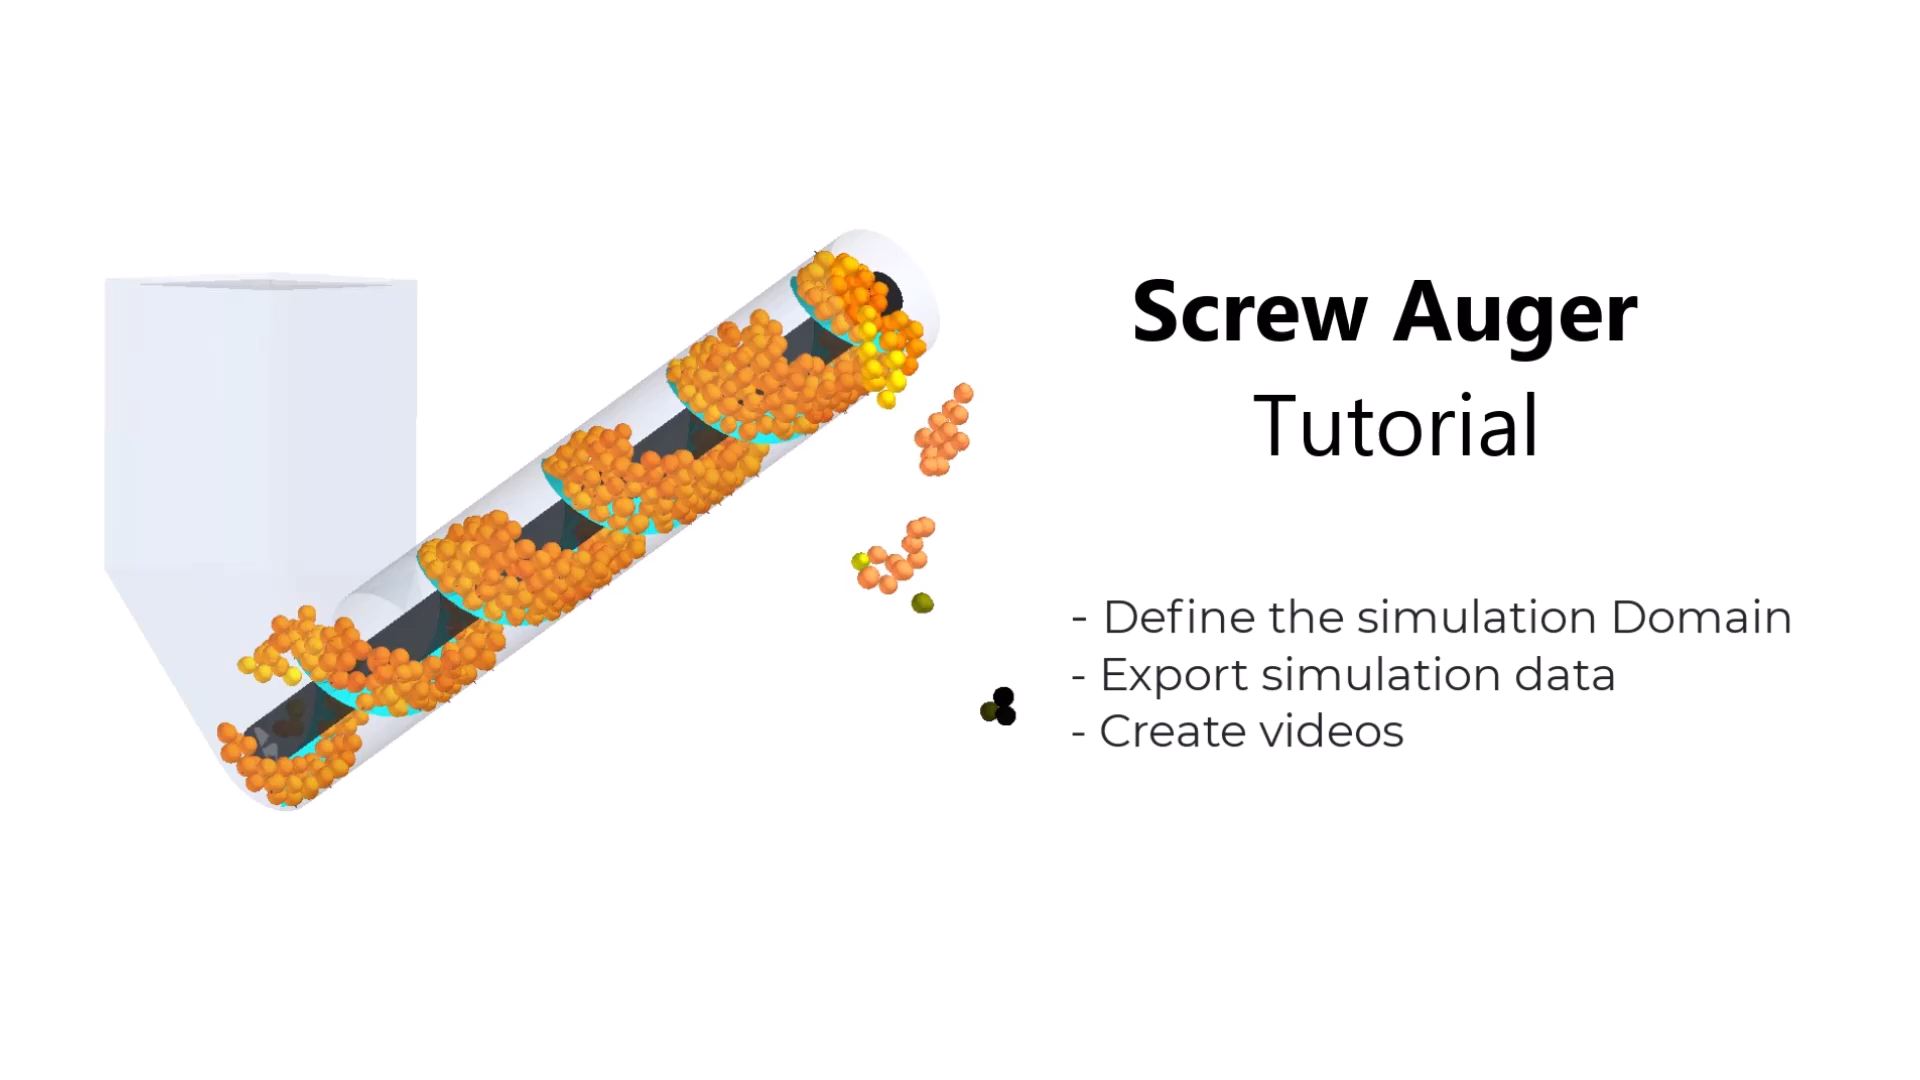 Screw Auger
Tutorial
- Define the simulation Domain
- Export simulation data
- Create videos